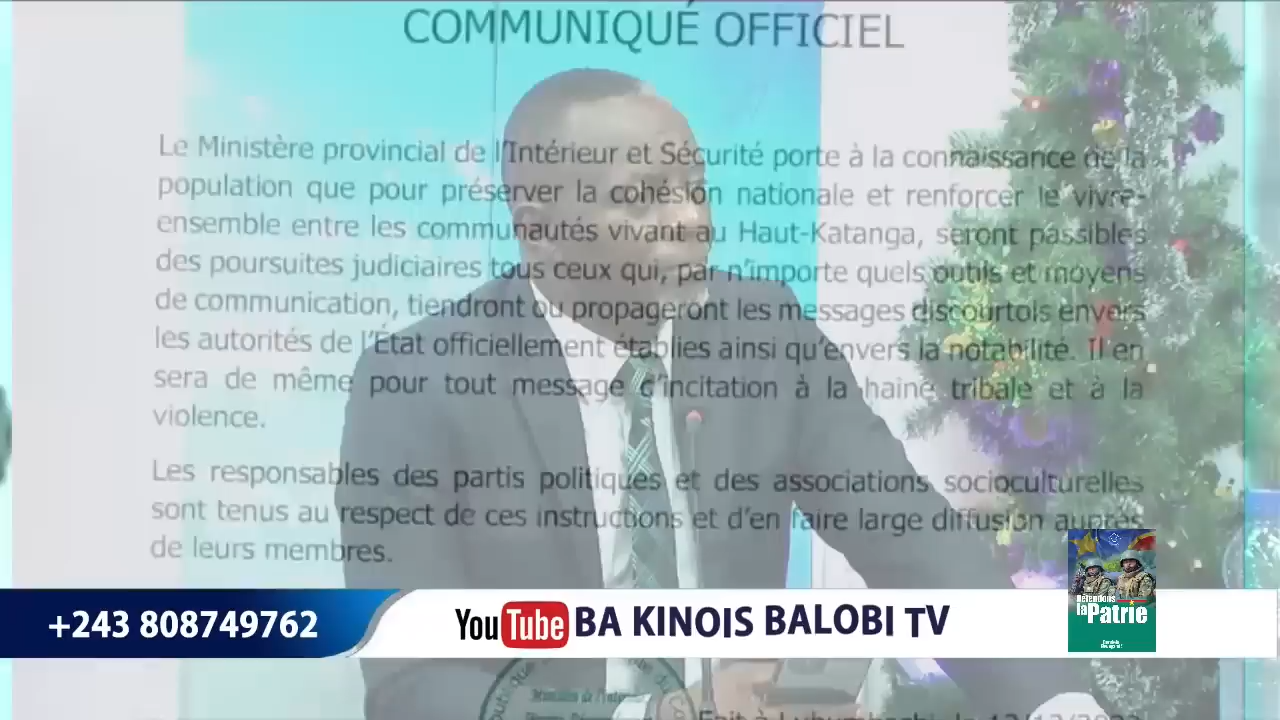 COMMUNIQUÉ OFFICIEL
Le Ministère provincial de l'Intérieur et Sécurité porte à la connaissance de la
population que pour préserver la cohésion nationale et renforcer le vivre-
ensemble entre les communautés vivant au Haut-Katanga, seront passibles
des poursuites judiciaires tous ceux qui, par n'importe quels outils et moyens
de communication, tiendront ou propageront les messages discourtois envers
les autorités de l'État officiellement établies ainsi qu'envers la notabilité. Il en
sera de même pour tout message d'incitation à la haine tribale et à la
violence.
Les responsables des partis politiques et des associations socioculturelles
sont tenus au respect de ces instructions et d'en faire large diffusion auprès
de leurs membres.
Défendons
la Patrie
+243 808749762
YouTube BA KINOIS BALOBI TV
Fait à Lubumbashi, le